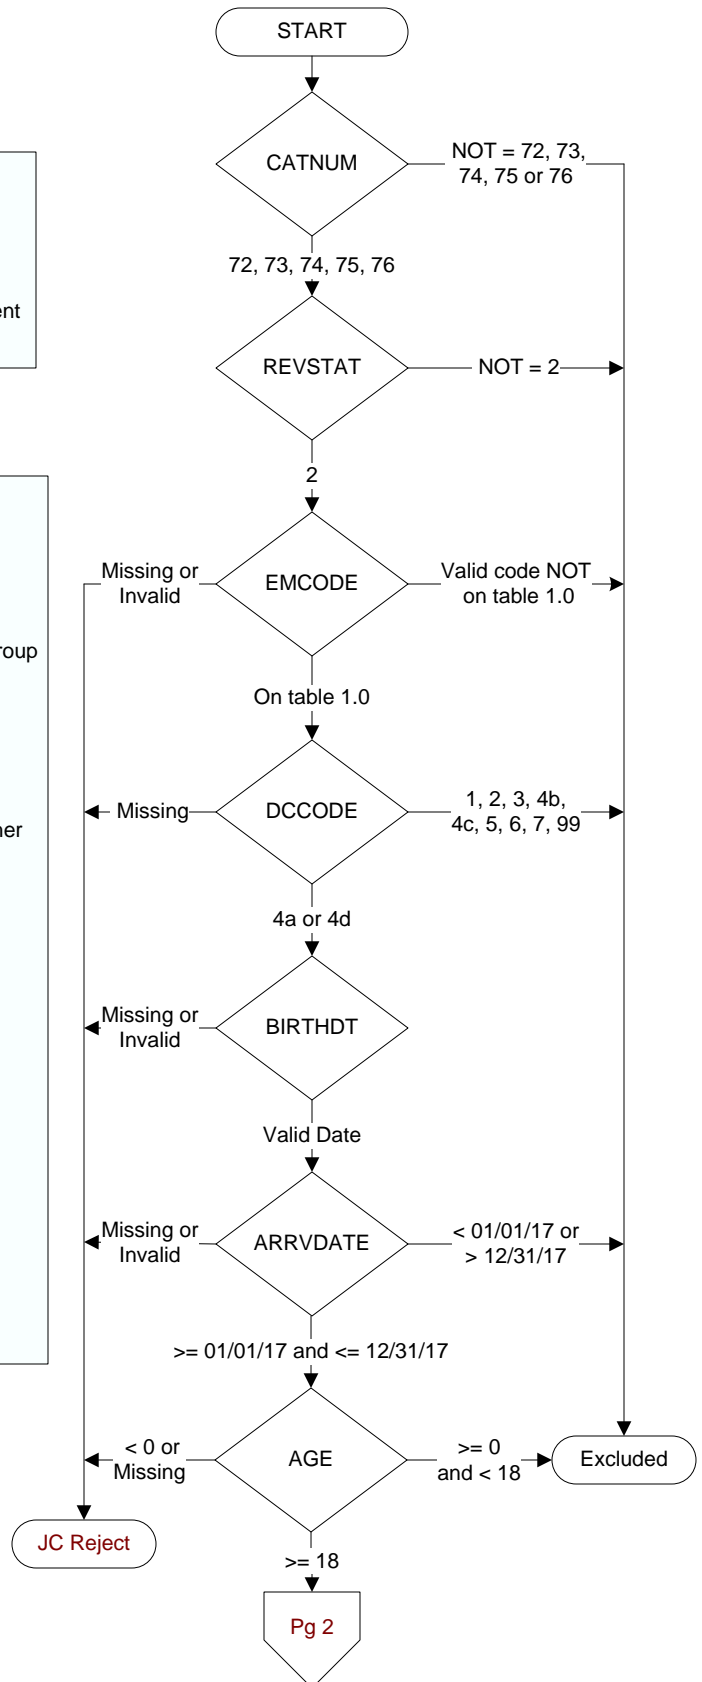 START
CATNUM
NOT = 72, 73,
74, 75 or 76
72, 73, 74, 75, 76
ent
REVSTAT
NOT = 2
2
Missing or
Invalid
EMCODE
Valid code NOT
on table 1.0
roup
On table 1.0
Missing
DCCODE
1, 2, 3, 4b,
4c, 5, 6, 7, 99
ner
4a or 4d
Missing or
Invalid
BIRTHDT
Valid Date
Missing or
Invalid
ARRVDATE
< 01/01/17 or
> 12/31/17
>= 01/01/17 and <= 12/31/17
< 0 or
Missing
AGE
>= 0
and < 18
Excluded
JC Reject
>= 18
Pg 2